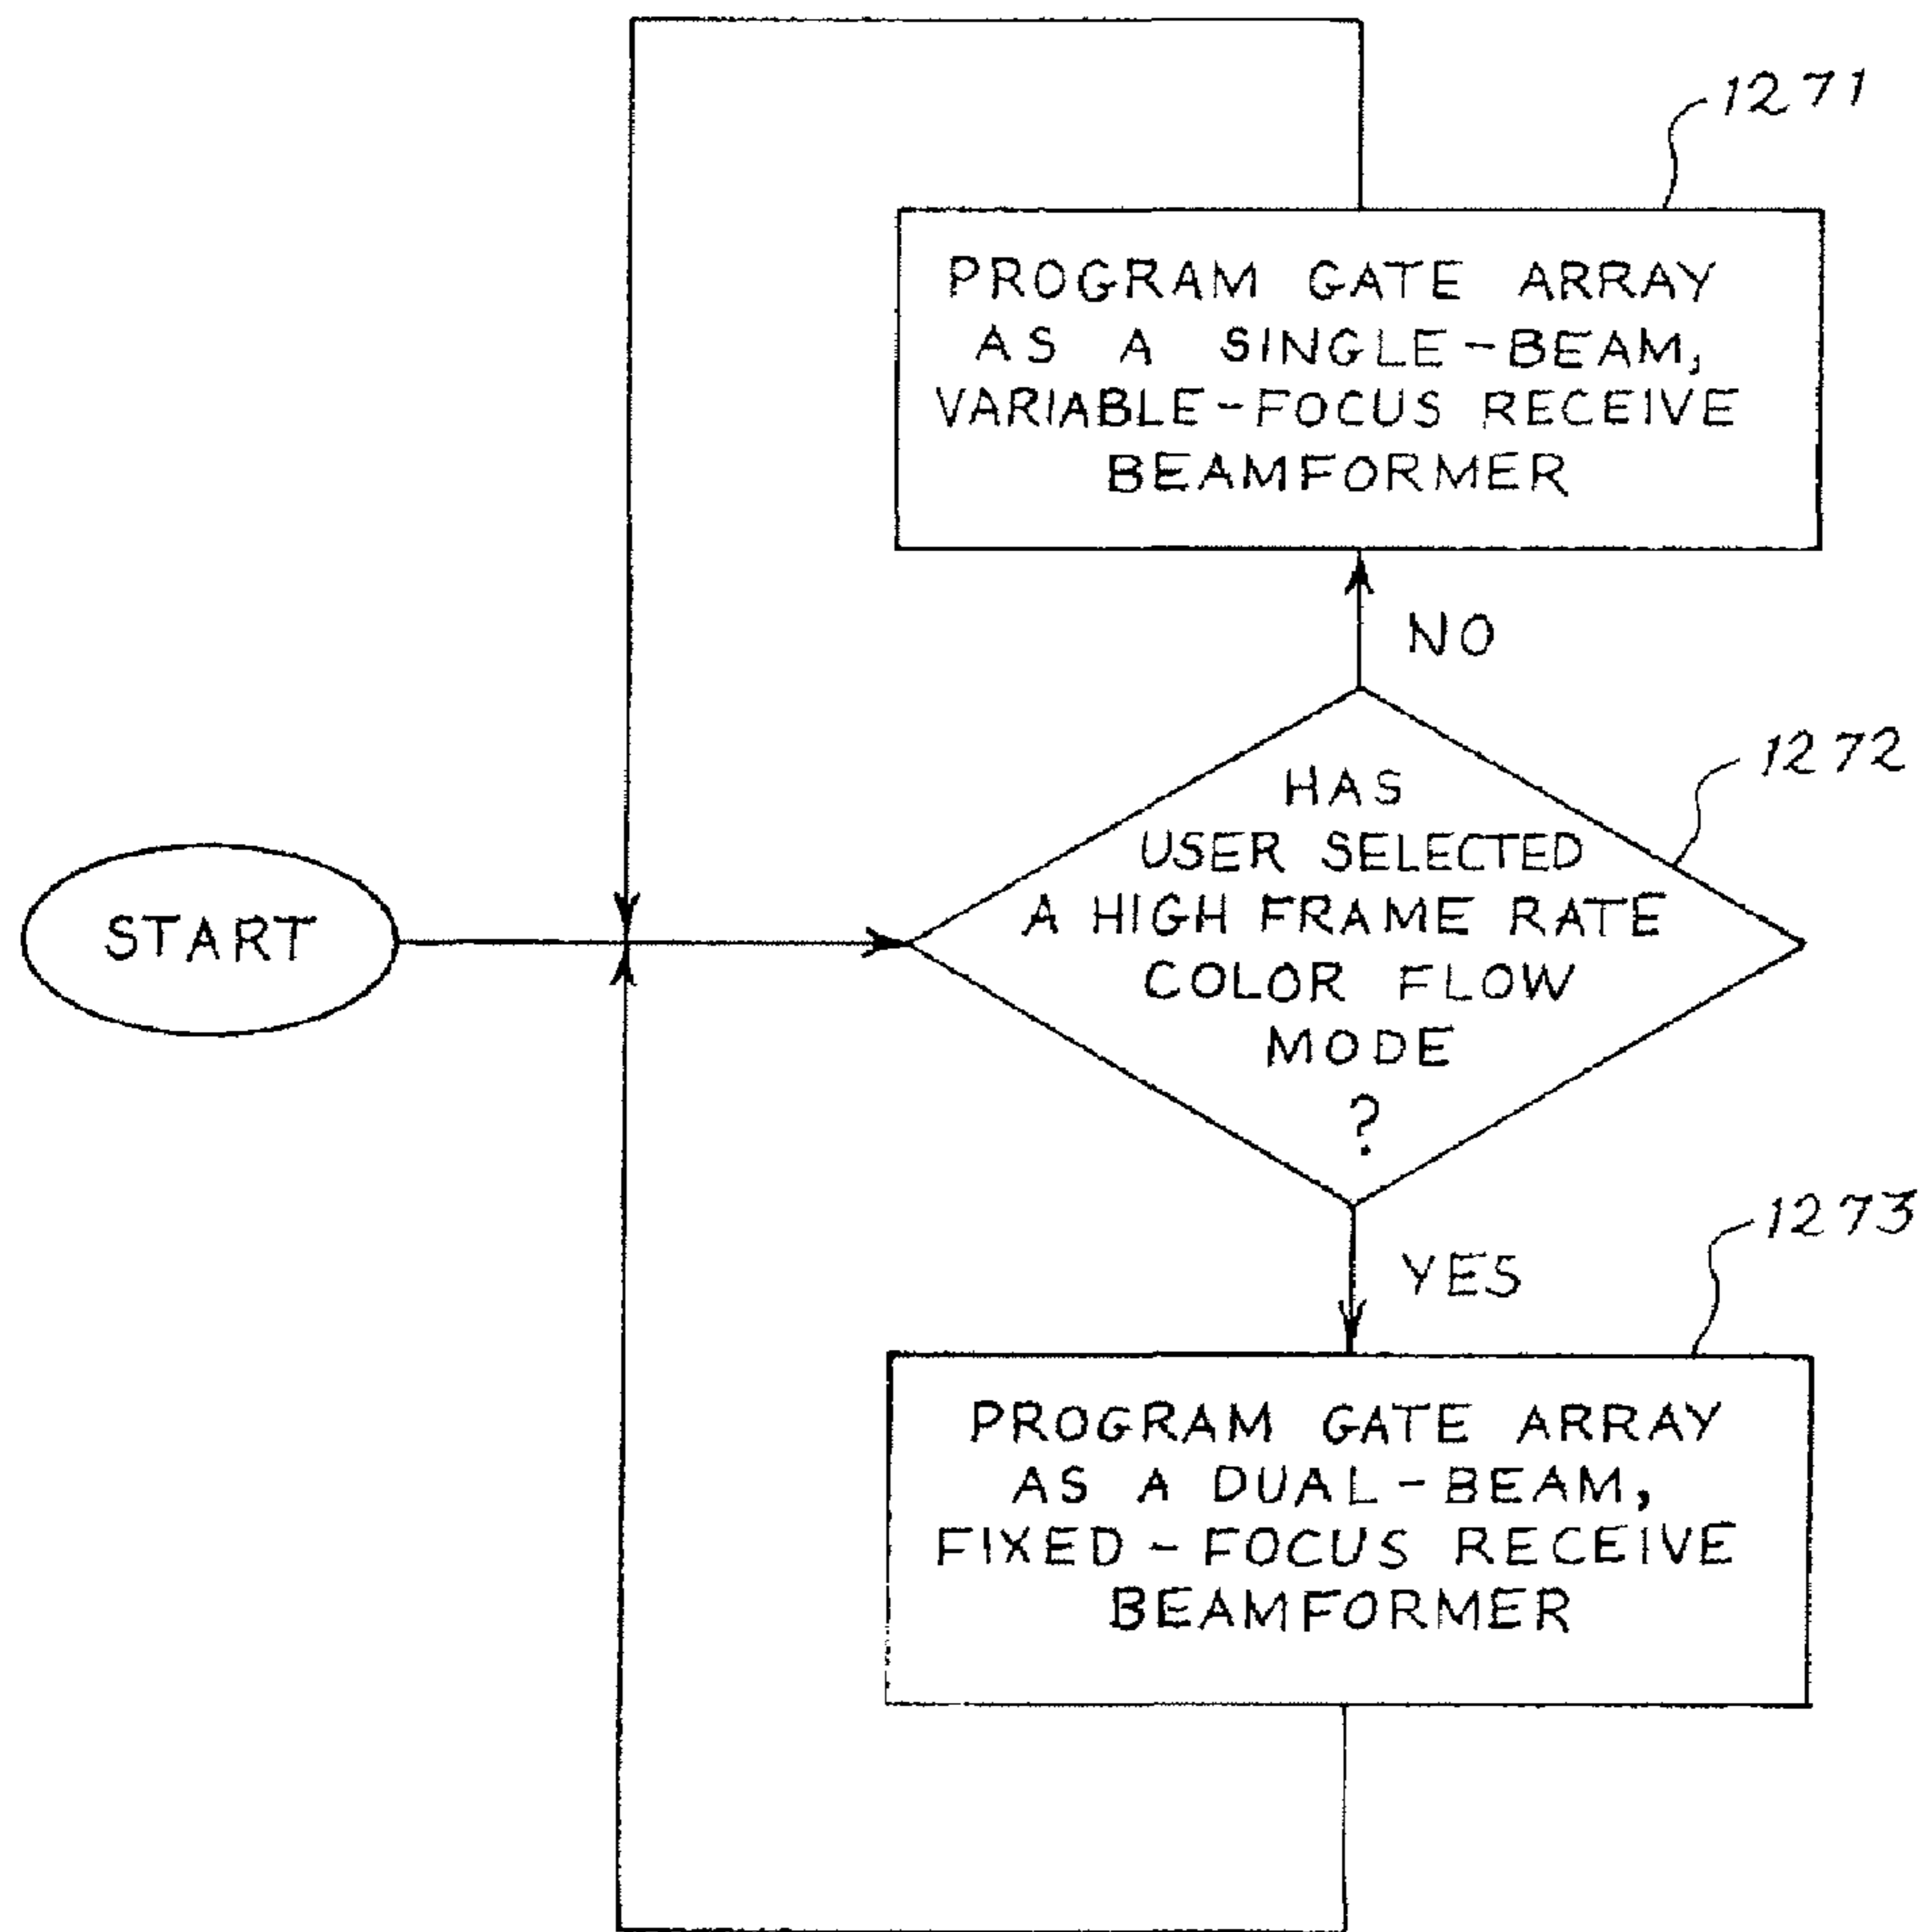 1271
PROGRAM GATE ARRAY
AS A SINGLE-BEAM,
VARIABLE-FOCUS RECEIVE
BEAMFORMER
NO
1272
HAS
USER SELECTED
A HIGH FRAME RATE
COLOR FLOW
MODE
?
START
YES
1273
PROGRAM GATE ARRAY
AS A DUAL-BEAM,
FIXED-FOCUS RECEIVE
BEAMFORMER